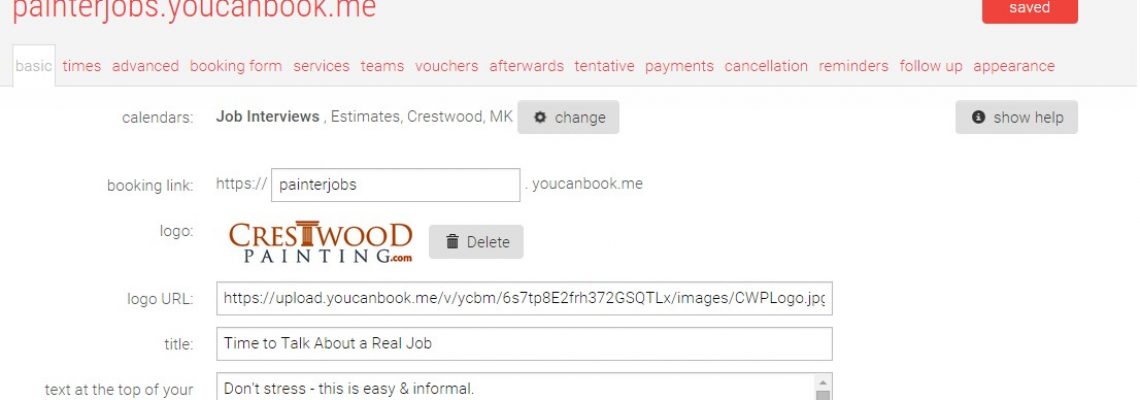 painterjobs.youcanbook.me
saved
basic times advanced booking form services teams vouchers afterwards tentative payments cancellation reminders follow up appearance
calendars: Job Interviews , Estimates, Crestwood, MK change show help
booking link: https:// painterjobs . youcanbook.me
logo: CRESTWOOD
PAINTING.com
Delete
logo URL: https://upload.youcanbook.me/v/ycbm/6s7tp8E2frh372GSQTLx/images/CWPLogo.jpg
title: Time to Talk About a Real Job
text at the top of your Don't stress - this is easy & informal.